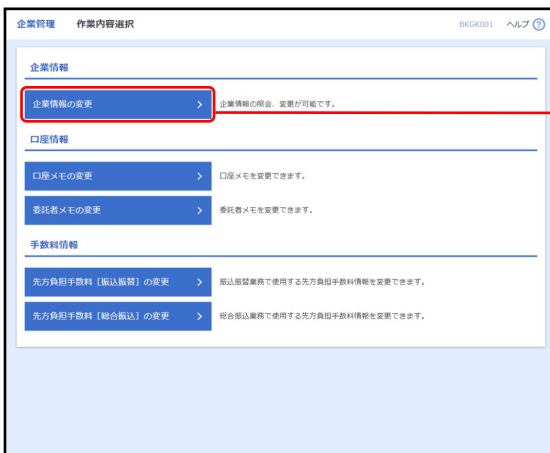 企業管理 作業内容選択 BKGK001 ヘルプ ?
企業情報
企業情報の変更 > 企業情報の照会、変更が可能です。
口座情報
口座メモの変更 > 口座メモを変更できます。
委託者メモの変更 > 委託者メモを変更できます。
手数料情報
先方負担手数料［振込振替］の変更 > 振込振替業務で使用する先方負担手数料情報を変更できます。
先方負担手数料［総合振込］の変更 > 総合振込業務で使用する先方負担手数料情報を変更できます。